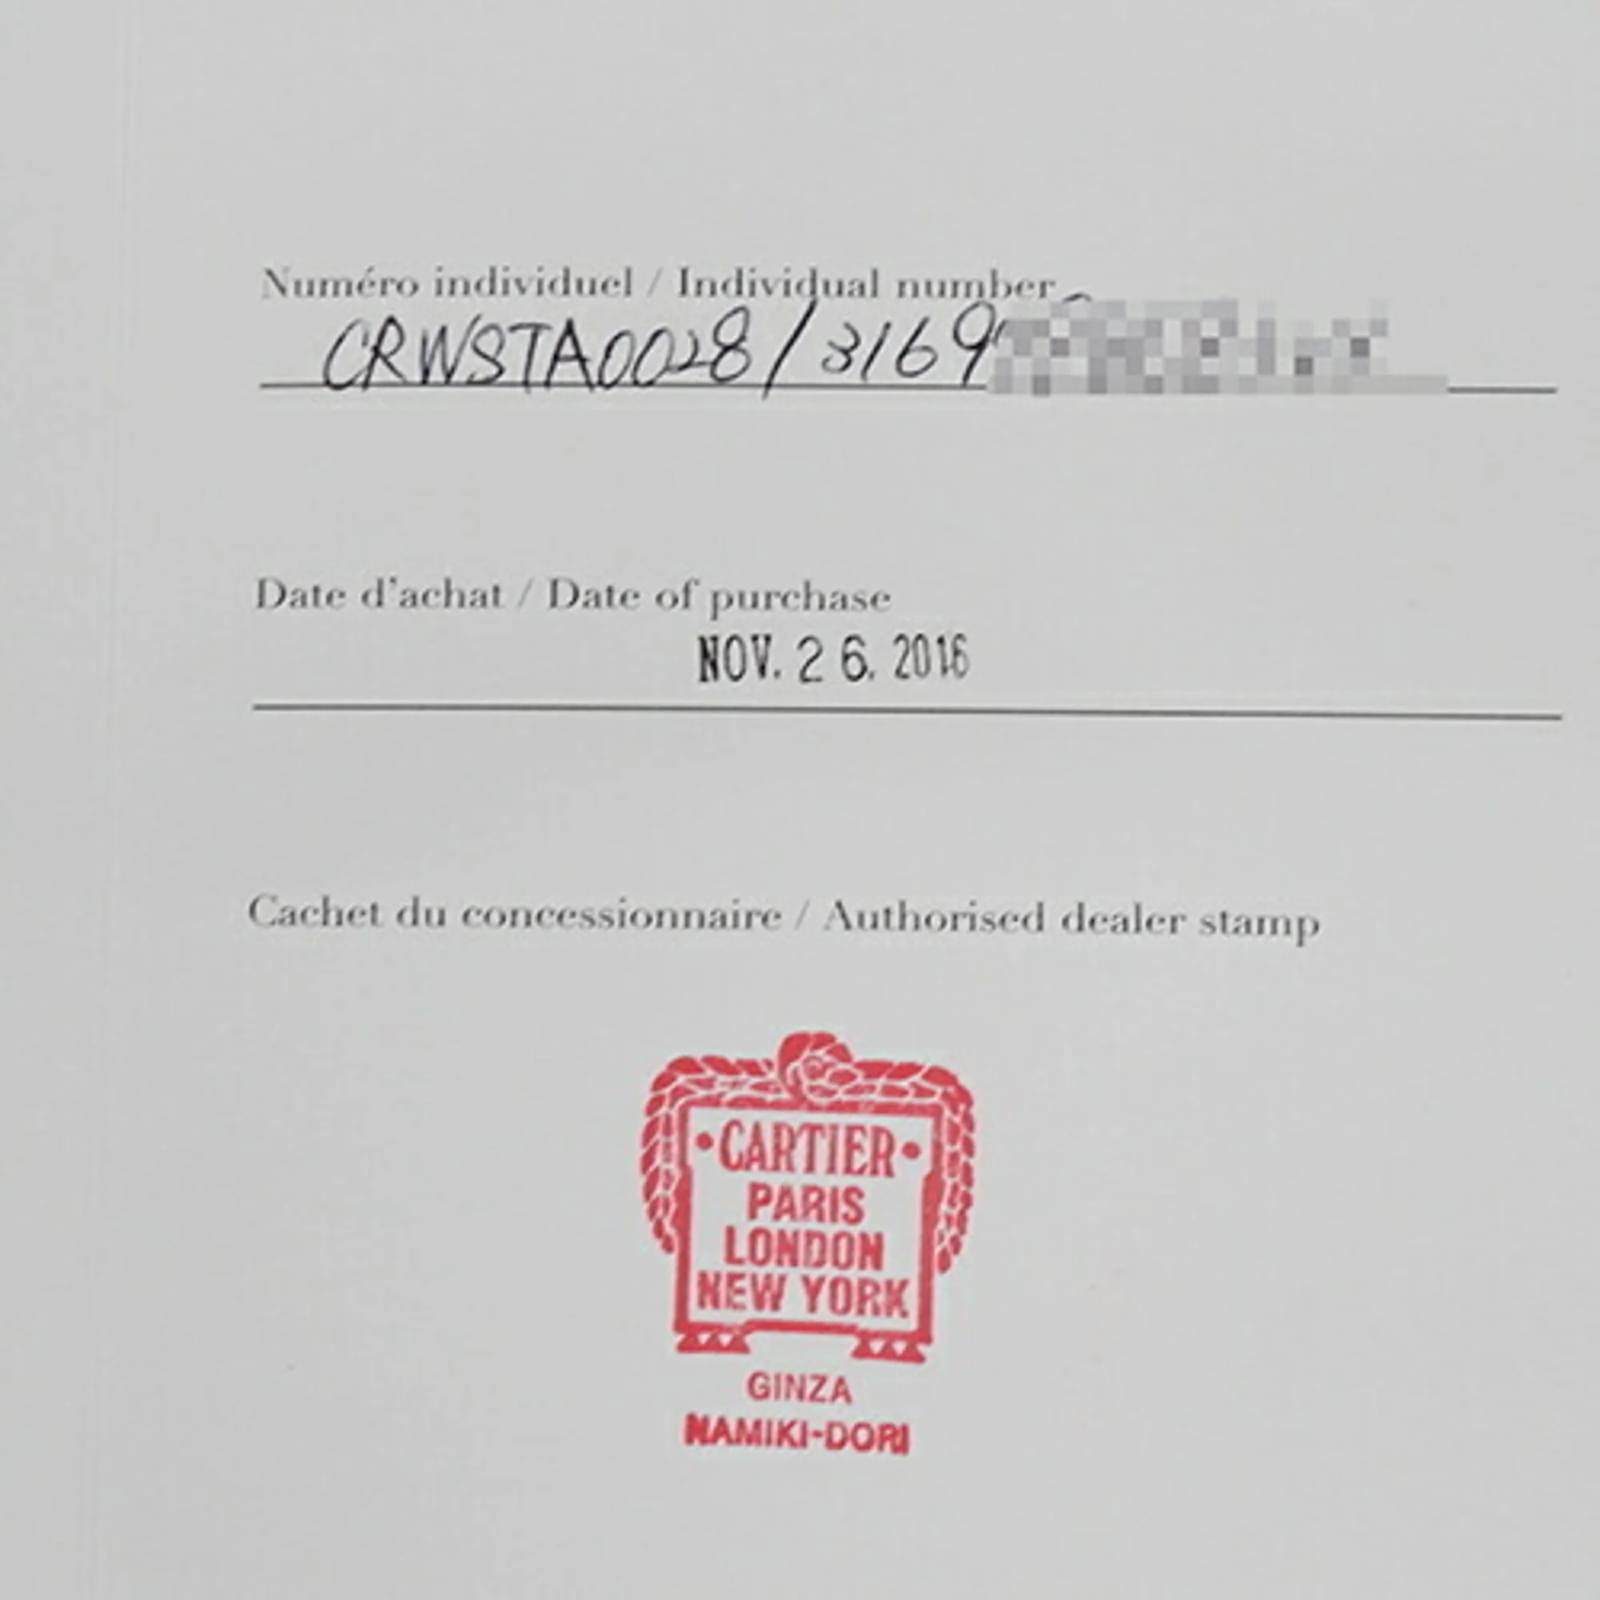 Numéro individuel / Individual number
CRWSTA0028/3169
Date d'achat / Date of purchase
NOV. 26. 2016
Cachet du concessionnaire / Authorised dealer stamp
•CARTIER•
PARIS
LONDON
NEW YORK
GINZA
NAMIKI-DORI